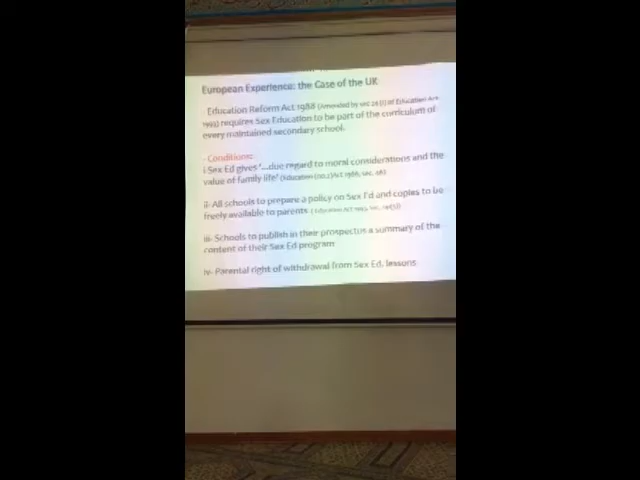 European Experience: the Case of the UK
- Education Reform Act 1988 (Amended by sec 241(1) of Education Act
1993) requires Sex Education to be part of the curriculum of
every maintained secondary school.
- Conditions:
i-Sex Ed gives "...due regard to moral considerations and the
value of family life" (Education (no.2) Act 1986, sec. 46)
ii- All schools to prepare a policy on Sex Ed and copies to be
freely available to parents ( Education Act 1993, sec.
iii- Schools to publish in their prospectus a summary of the
content of their Sex Ed program
iv- Parental right of withdrawal from Sex Ed. lessons